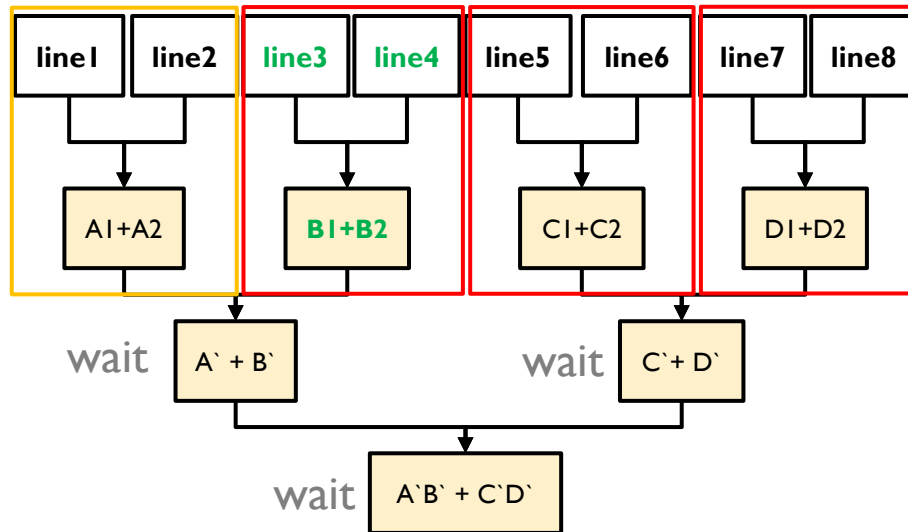 line1 line2 line3 line4 line5 line6 line7 line8
A1+A2 B1+B2 C1+C2 D1+D2
wait A` + B` wait C`+ D`
wait A`B` + C`D`